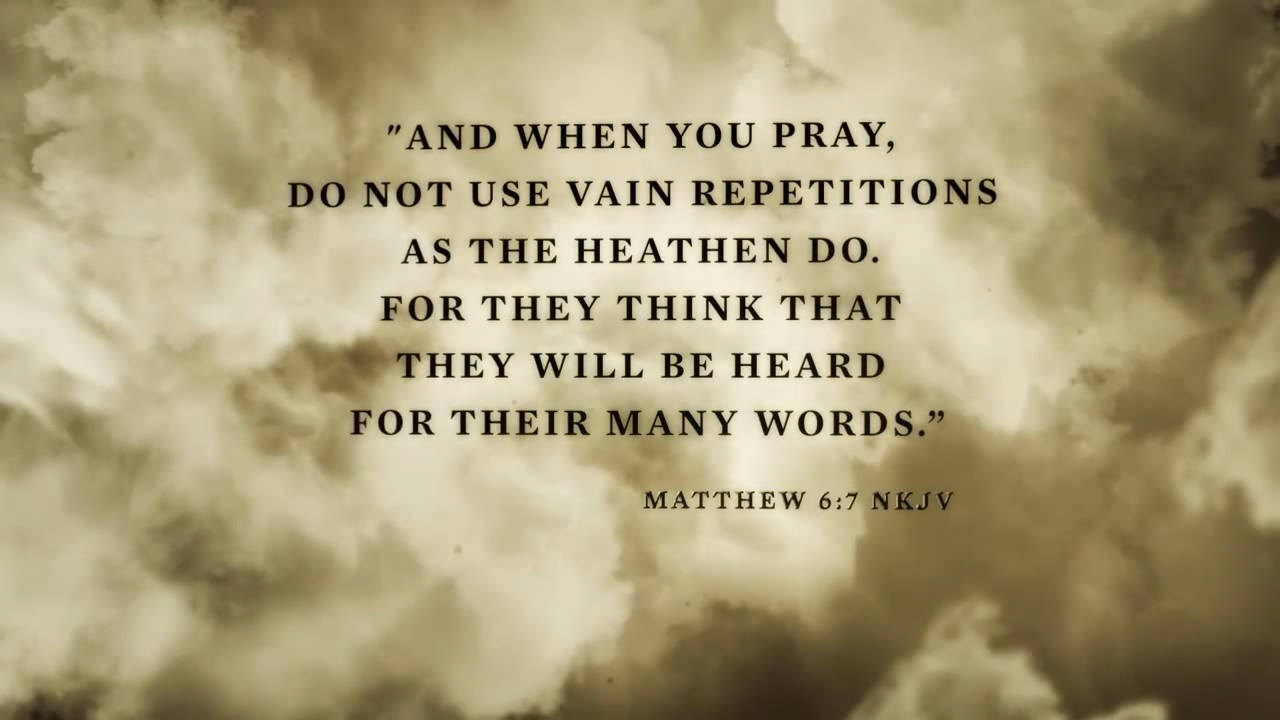 "AND WHEN YOU PRAY,
DO NOT USE VAIN REPETITIONS
AS THE HEATHEN DO.
FOR THEY THINK THAT
THEY WILL BE HEARD
FOR THEIR MANY WORDS.”
MATTHEW 6:7 NKJV